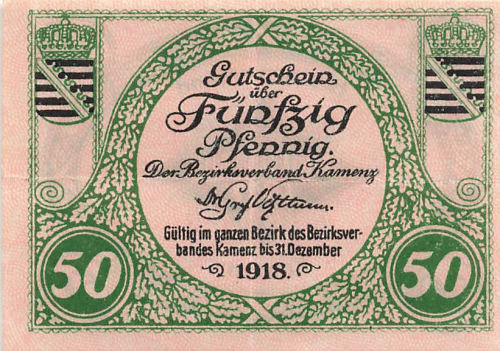 Gutschein
über
Fünfzig
Pfennig.
Der Bezirksverband Kamenz
Gültig im ganzen Bezirk des Bezirksver-
bandes Kamenz bis 31. Dezember
1918.
50
50